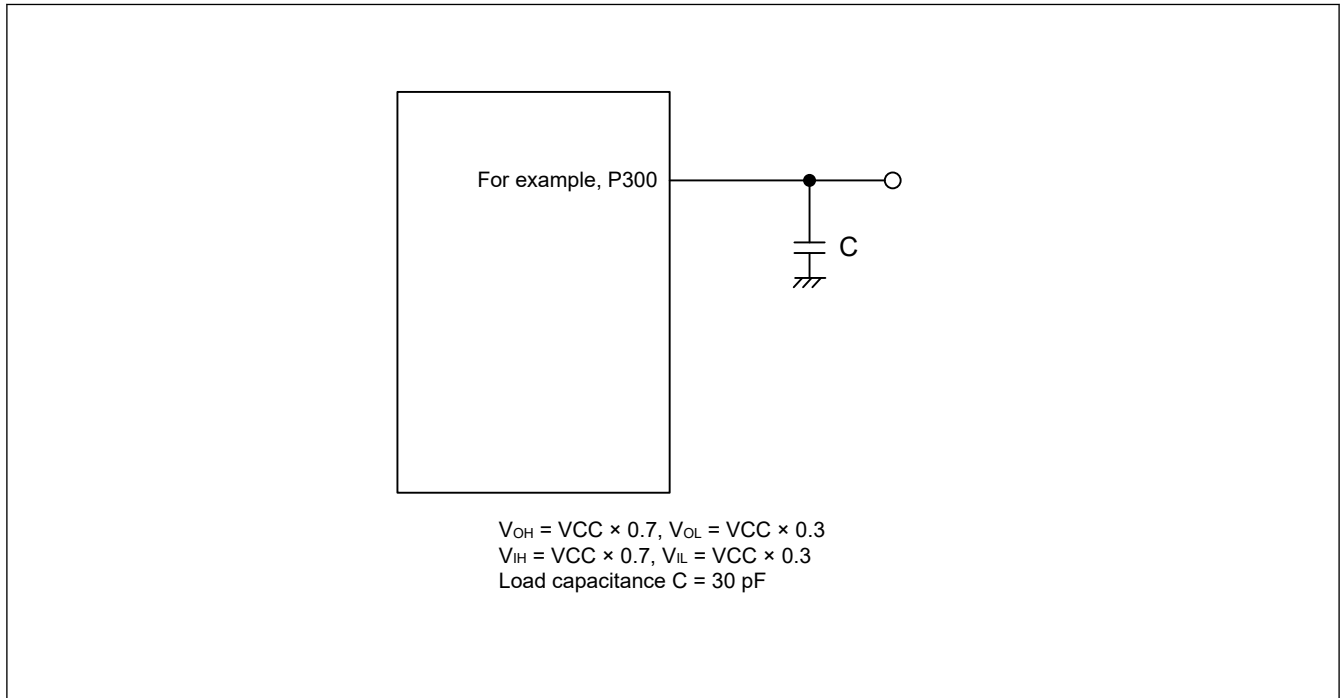 For example, P300
C
VOH = VCC × 0.7, VOL = VCC × 0.3
VIH = VCC × 0.7, VIL = VCC × 0.3
Load capacitance C = 30 pF